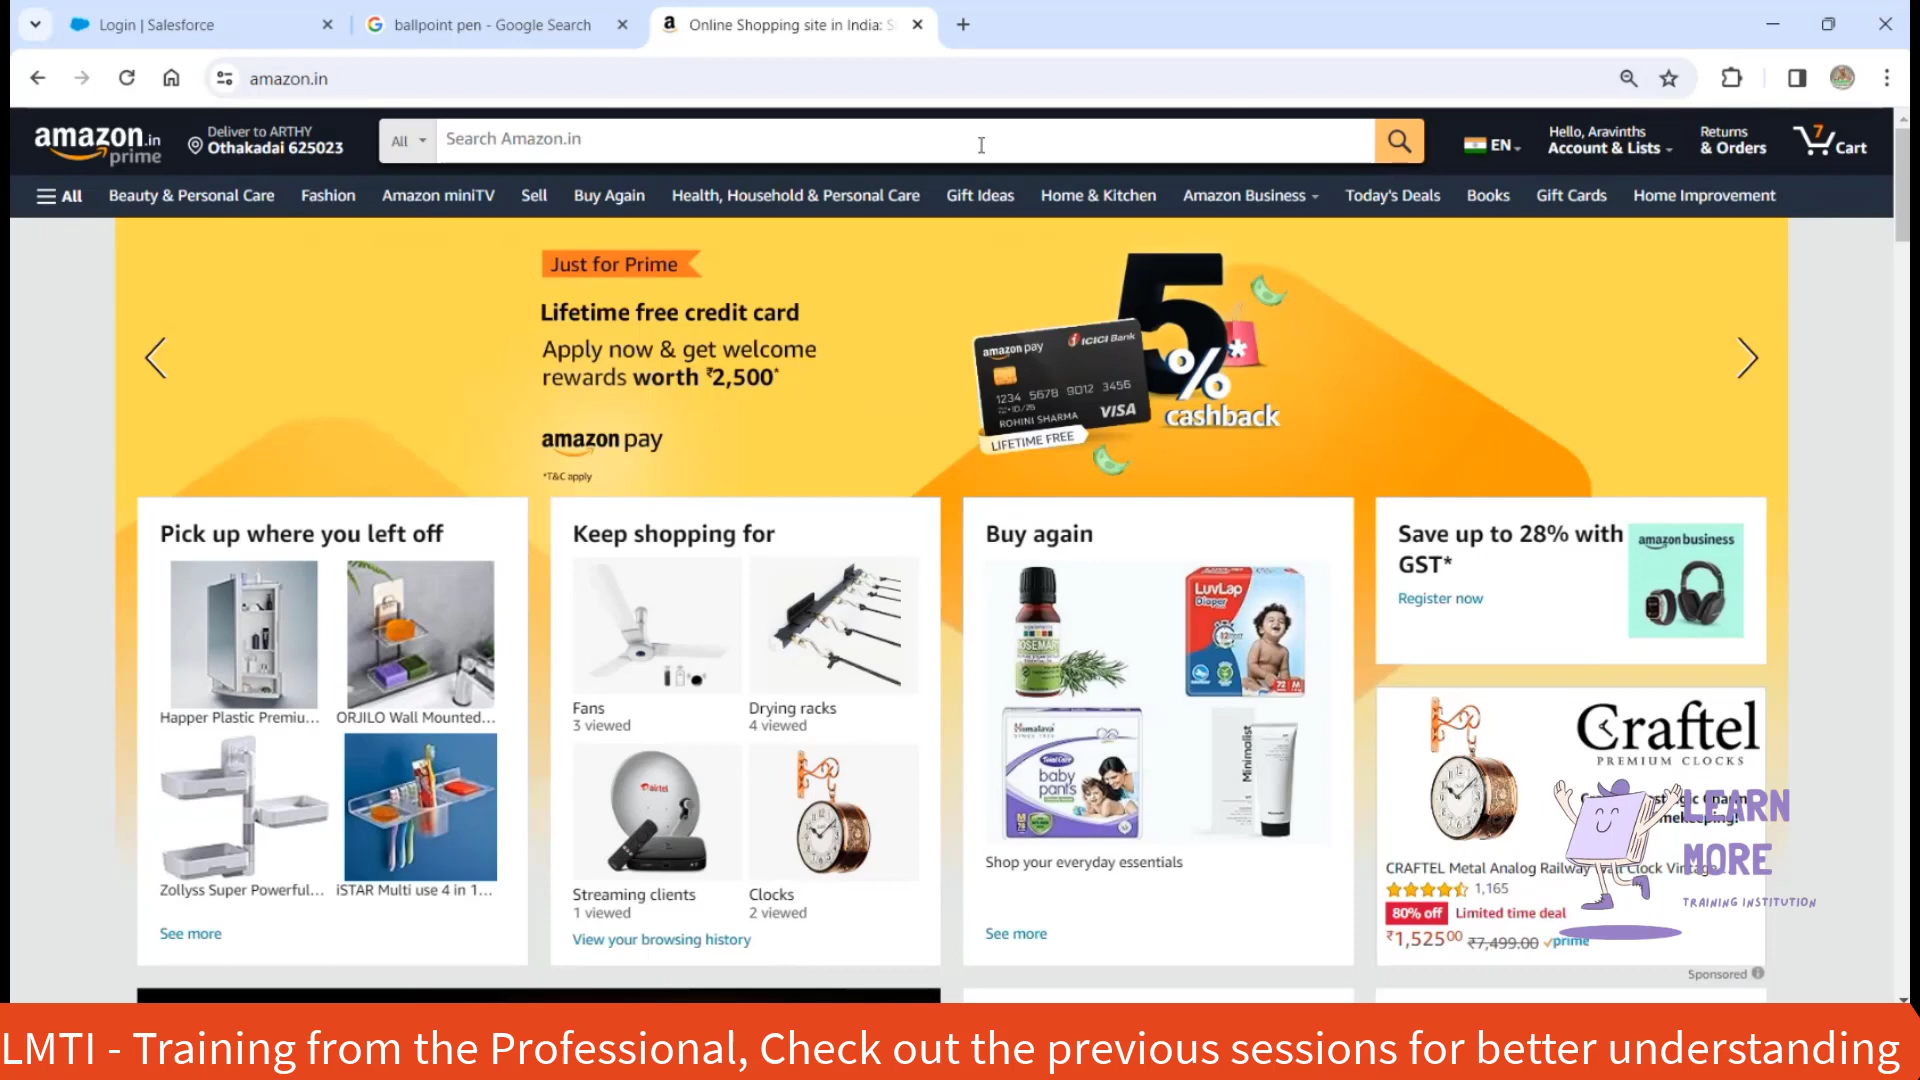 Login | Salesforce
ballpoint pen - Google Search
Online Shopping site in India: S
amazon.in
amazon.in
prime
Deliver to ARTHY
Othakadai 625023
All
Search Amazon.in
EN
Hello, Aravinths
Account & Lists
Returns
& Orders
7
Cart
All
Beauty & Personal Care
Fashion
Amazon miniTV
Sell
Buy Again
Health, Household & Personal Care
Gift Ideas
Home & Kitchen
Amazon Business
Today's Deals
Books
Gift Cards
Home Improvement
Just for Prime
Lifetime free credit card
Apply now & get welcome
rewards worth ₹2,500*
amazon pay
*T&C apply
5
%*
cashback
amazon pay
ICICI Bank
1234 5678 9012 3456
ROHINI SHARMA
VISA
LIFETIME FREE
Pick up where you left off
Happer Plastic Premiu...
ORJILO Wall Mounted...
Zollyss Super Powerful...
iSTAR Multi use 4 in 1...
See more
Keep shopping for
Fans
3 viewed
Drying racks
4 viewed
airtel
Streaming clients
1 viewed
Clocks
2 viewed
View your browsing history
Buy again
ROSEMARY
LuvLap
Diaper
72
M
Himalaya
Total Care
baby
pants
Minimalist
Shop your everyday essentials
See more
Save up to 28% with
GST*
Register now
amazon business
Craftel
PREMIUM CLOCKS
CRAFTEL Metal Analog Railway Wall Clock Vintage
1,165
80% off
Limited time deal
₹1,525⁰⁰ ₹7,499.00 prime
Sponsored
LEARN
MORE
TRAINING INSTITUTION
LMTI - Training from the Professional, Check out the previous sessions for better understanding